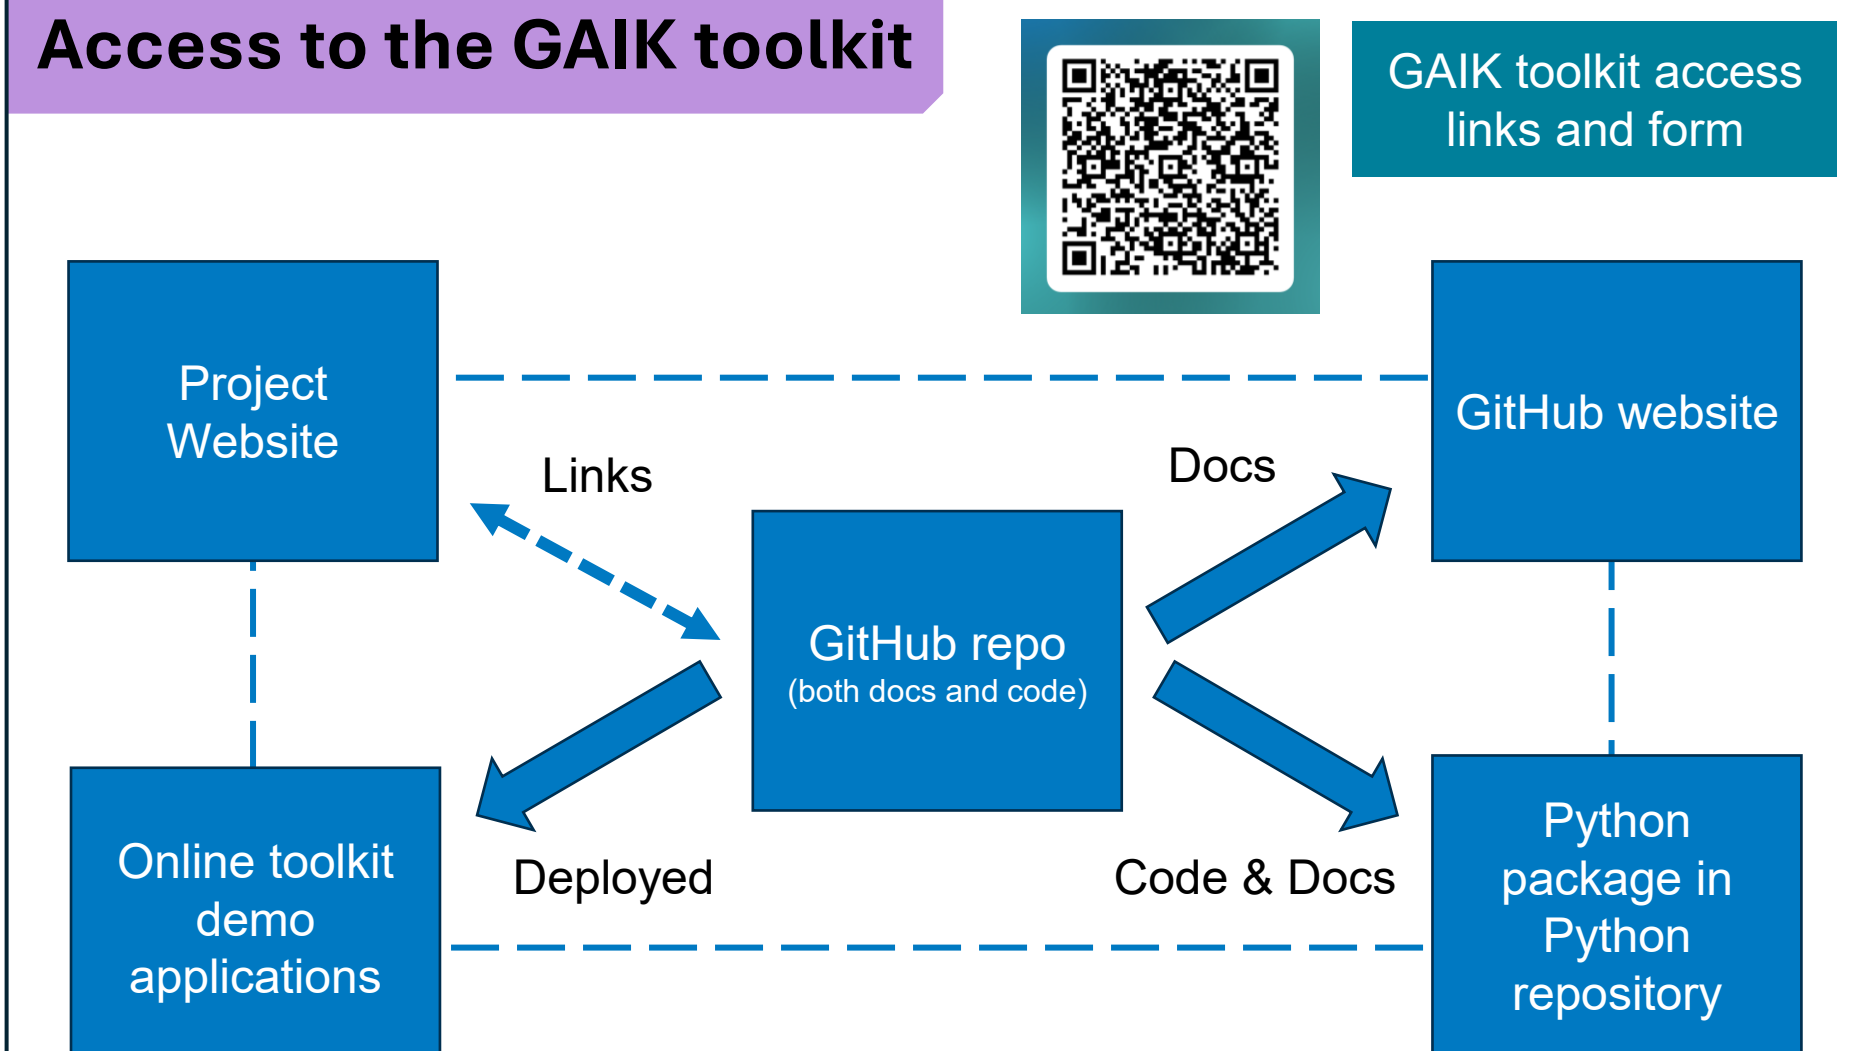 Access to the GAIK toolkit
GAIK toolkit access
links and form
Project
Website
GitHub website
Links
Docs
GitHub repo
(both docs and code)
Online toolkit
demo
applications
Deployed
Code & Docs
Python
package in
Python
repository